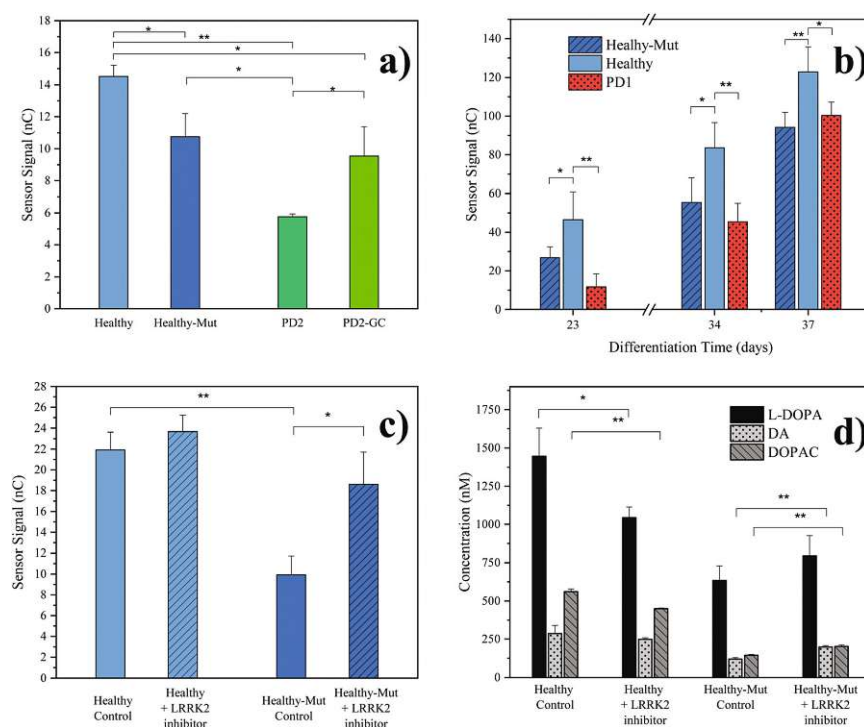 a)
Sensor Signal (nC)
16
14
12
10
8
6
4
2
0
*
**
*
*
*
Healthy
Healthy-Mut
PD2
PD2-GC
b)
Sensor Signal (nC)
140
120
100
80
60
40
20
0
Healhy-Mut
Healthy
PD1
*
**
*
**
**
*
23
34
37
Differentiation Time (days)
c)
Sensor Signal (nC)
28
26
24
22
20
18
16
14
12
10
8
6
4
2
0
**
*
Healthy
Control
Healthy
+ LRRK2
inhibitor
Healthy-Mut
Control
Healthy-Mut
+ LRRK2
inhibitor
d)
Concentration (nM)
1750
1500
1250
1000
750
500
250
0
L-DOPA
DA
DOPAC
*
**
**
**
Healthy
Control
Healthy
+ LRRK2
inhibitor
Healthy-Mut
Control
Healthy-Mut
+ LRRK2
inhibitor